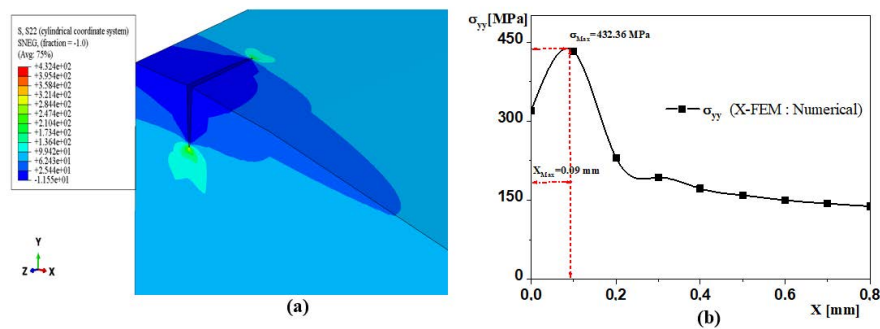 S, S22 (cylindrical coordinate system)
SNEG, (fraction = -1.0)
(Avg: 75%)
+4.324e+02
+3.954e+02
+3.584e+02
+3.214e+02
+2.844e+02
+2.474e+02
+2.104e+02
+1.734e+02
+1.364e+02
+9.942e+01
+6.243e+01
+2.544e+01
-1.155e+01
Y
Z X
(a)
σyy[MPa]
450
300
150
0
σMax=432.36 MPa
σyy (X-FEM : Numerical)
XMax=0.09 mm
0.0 0,2 0.4 0.6 0.8
X [mm]
(b)